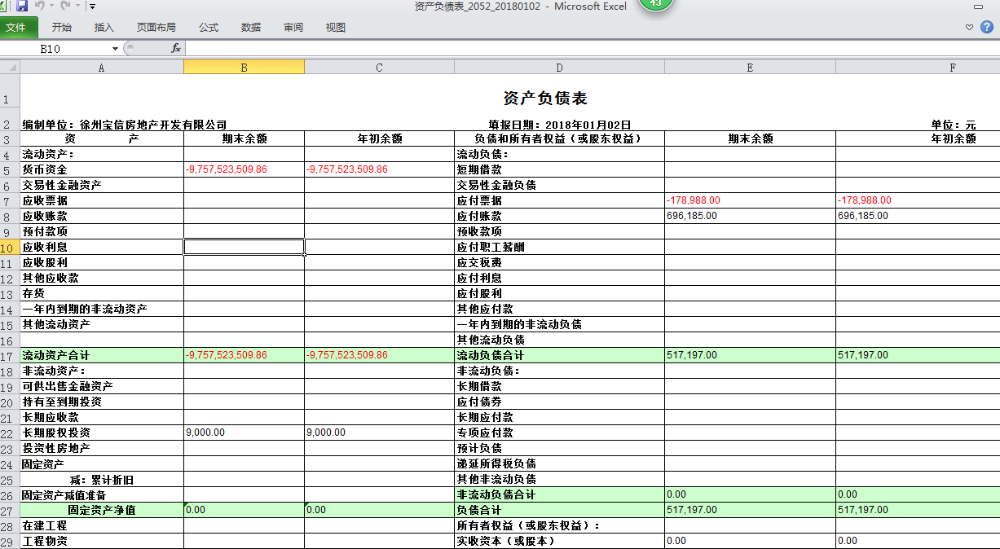 43
资产负债表_2052_20180102 - Microsoft Excel
文件 开始 插入 页面布局 公式 数据 审阅 视图
B10 fx
A B C D E F
1 资产负债表
2 编制单位：徐州宝信房地产开发有限公司 填报日期：2018年01月02日 单位：元
3 资 产 期末余额 年初余额 负债和所有者权益（或股东权益） 期末余额 年初余额
4 流动资产： 流动负债：
5 货币资金 -9,757,523,509.86 -9,757,523,509.86 短期借款
6 交易性金融资产 交易性金融负债
7 应收票据 应付票据 -178,988.00 -178,988.00
8 应收账款 应付账款 696,185.00 696,185.00
9 预付款项 预收款项
10 应收利息 应付职工薪酬
11 应收股利 应交税费
12 其他应收款 应付利息
13 存货 应付股利
14 一年内到期的非流动资产 其他应付款
15 其他流动资产 一年内到期的非流动负债
16 其他流动负债
17 流动资产合计 -9,757,523,509.86 -9,757,523,509.86 流动负债合计 517,197.00 517,197.00
18 非流动资产： 非流动负债：
19 可供出售金融资产 长期借款
20 持有至到期投资 应付债券
21 长期应收款 长期应付款
22 长期股权投资 9,000.00 9,000.00 专项应付款
23 投资性房地产 预计负债
24 固定资产 递延所得税负债
25 减：累计折旧 其他非流动负债
26 固定资产减值准备 非流动负债合计 0.00 0.00
27 固定资产净值 0.00 0.00 负债合计 517,197.00 517,197.00
28 在建工程 所有者权益（或股东权益）：
29 工程物资 实收资本（或股本） 0.00 0.00